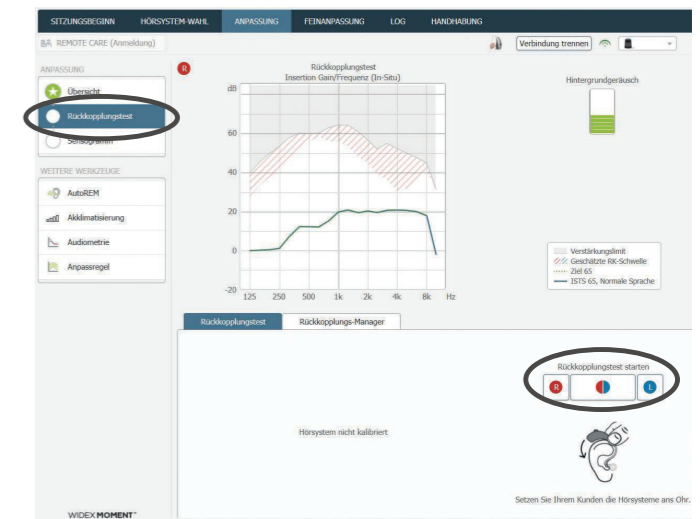 SITZUNGSBEGINN HÖRSYSTEM-WAHL ANPASSUNG FEINANPASSUNG LOG HANDHABUNG
REMOTE CARE (Anmeldung) Verbindung trennen
ANPASSUNG
Übersicht
Rückkopplungstest
Sensogramm
WEITERE WERKZEUGE
AutoREM
Akklimatisierung
Audiometrie
Anpassregel
R
Rückkopplungstest
Insertion Gain/Frequenz (In-Situ)
dB
60
40
20
0
-20
125 250 500 1k 2k 4k 8k Hz
Hintergrundgeräusch
Verstärkungslimit
Geschätzte RK-Schwelle
Ziel 65
ISTS 65, Normale Sprache
Rückkopplungstest Rückkopplungs-Manager
Rückkopplungstest starten
R L
Hörsystem nicht kalibriert
Setzen Sie Ihrem Kunden die Hörsysteme ans Ohr.
WIDEX MOMENT™